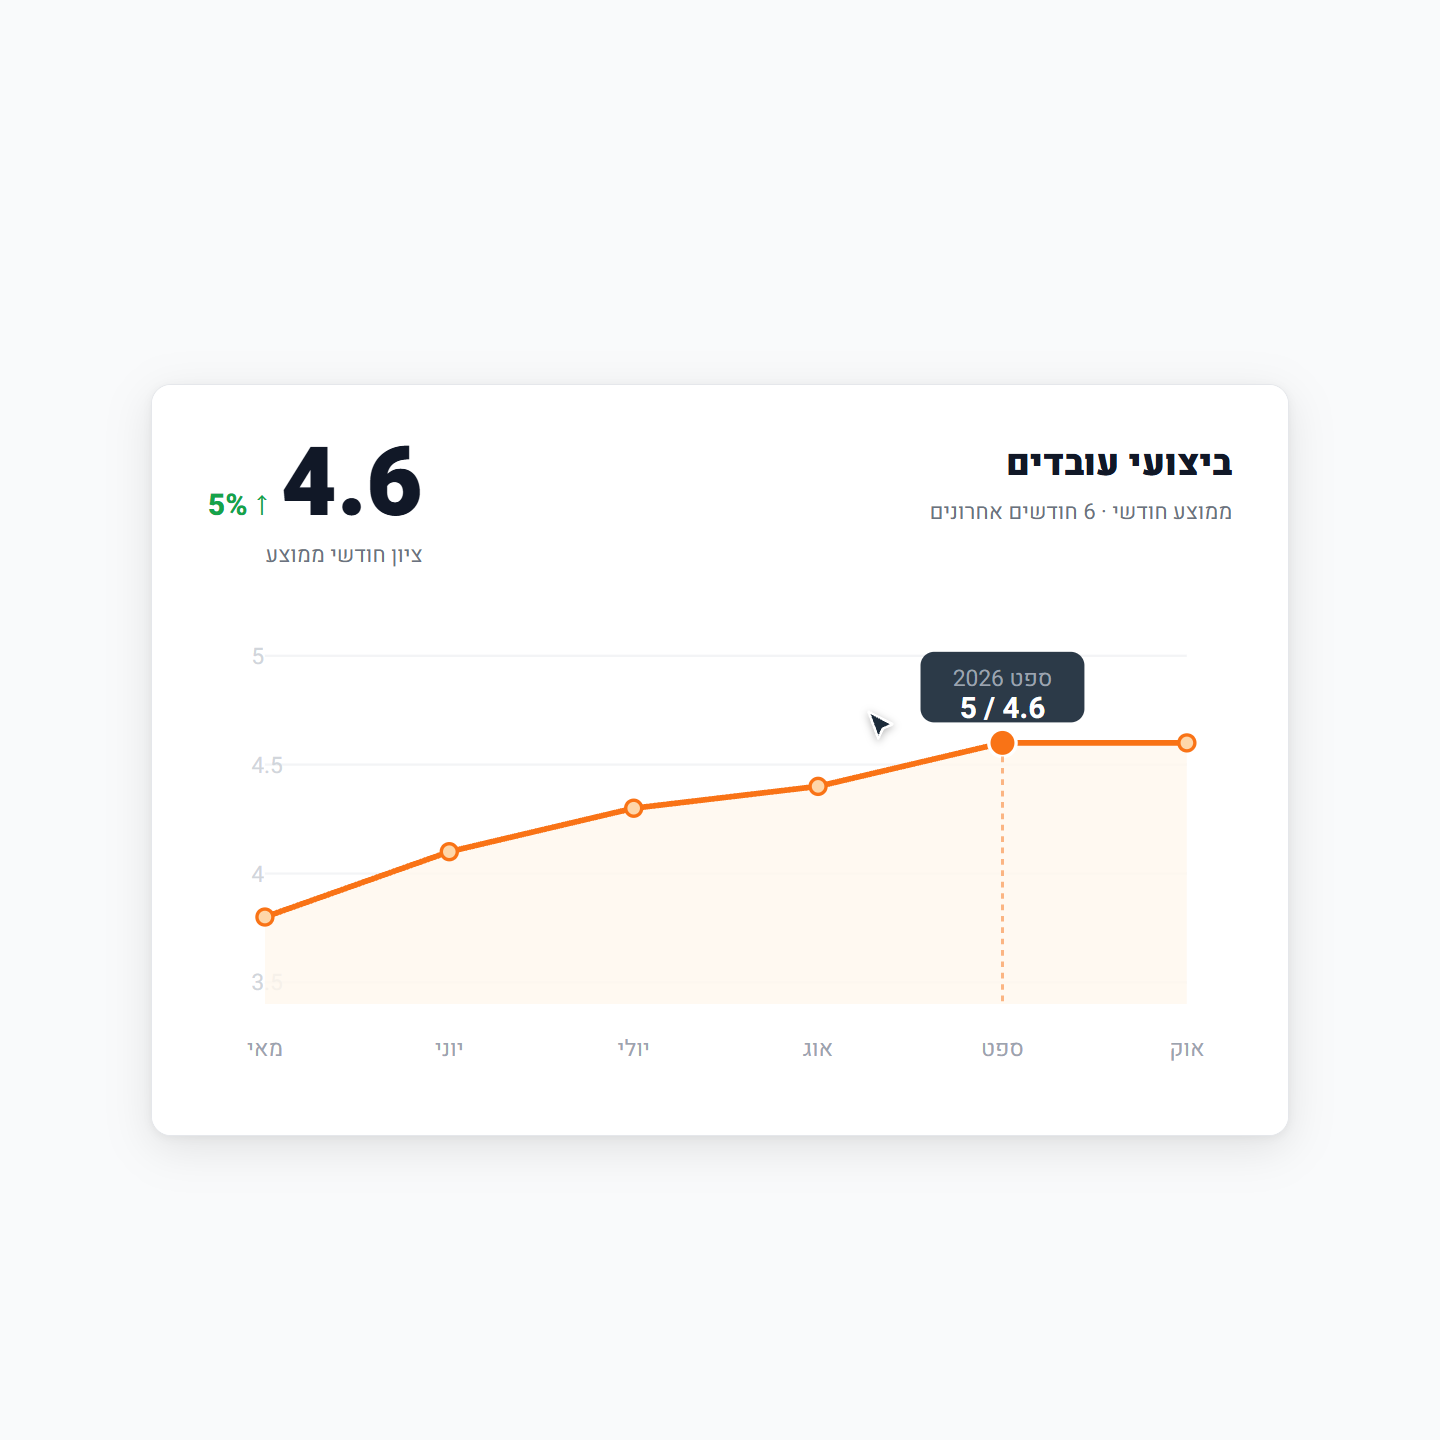 ביצועי עובדים
ממוצע חודשי · 6 חודשים אחרונים
4.6
↑ 5%
ציון חודשי ממוצע
5
4.5
4
3.5
ספט 2026
4.6 / 5
מאי
יוני
יולי
אוג
ספט
אוק